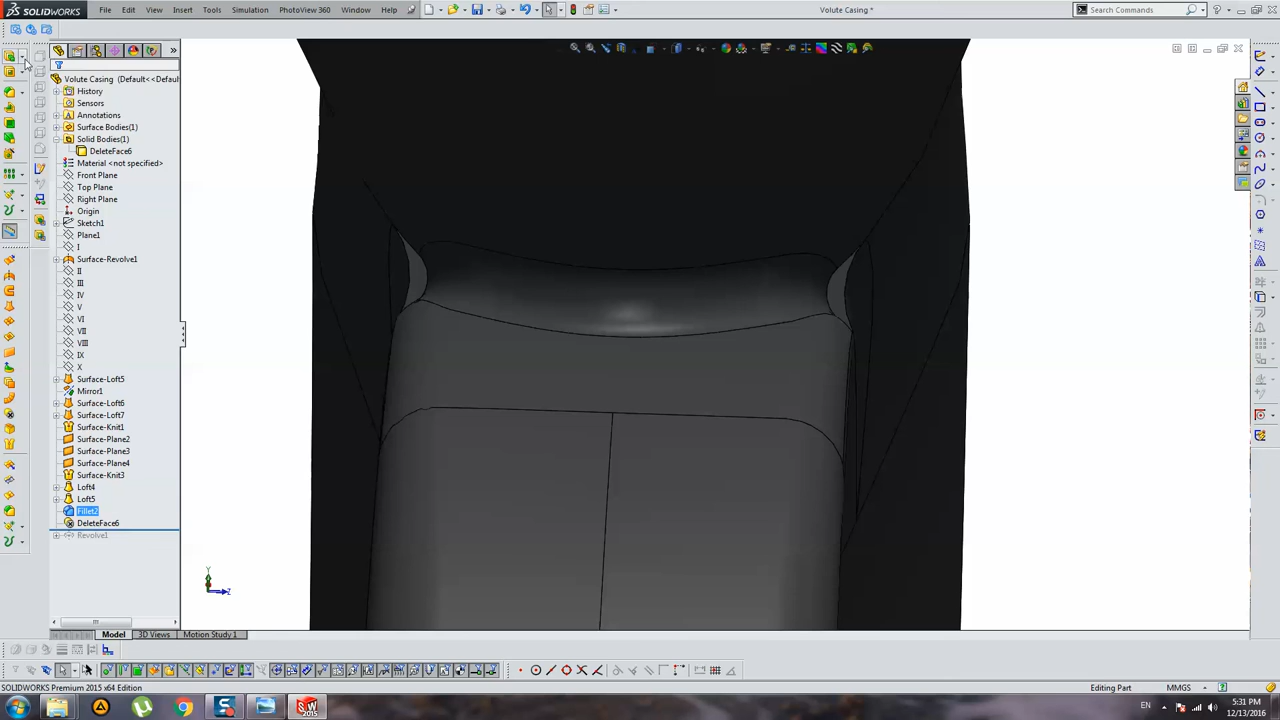 SOLIDWORKS File Edit View Insert Tools Simulation PhotoView 360 Window Help Volute Casing * Search Commands
Volute Casing (Default<<Defaul
History
Sensors
Annotations
Surface Bodies(1)
Solid Bodies(1)
DeleteFace6
Material <not specified>
Front Plane
Top Plane
Right Plane
Origin
Sketch1
Plane1
I
Surface-Revolve1
II
III
IV
V
VI
VII
VIII
IX
X
Surface-Loft5
Mirror1
Surface-Loft6
Surface-Loft7
Surface-Knit1
Surface-Plane2
Surface-Plane3
Surface-Plane4
Surface-Knit3
Loft4
Loft5
Fillet2
DeleteFace6
Revolve1
Y
Z
Model 3D Views Motion Study 1
SOLIDWORKS Premium 2015 x64 Edition Editing Part MMGS
EN 5:31 PM
12/13/2016